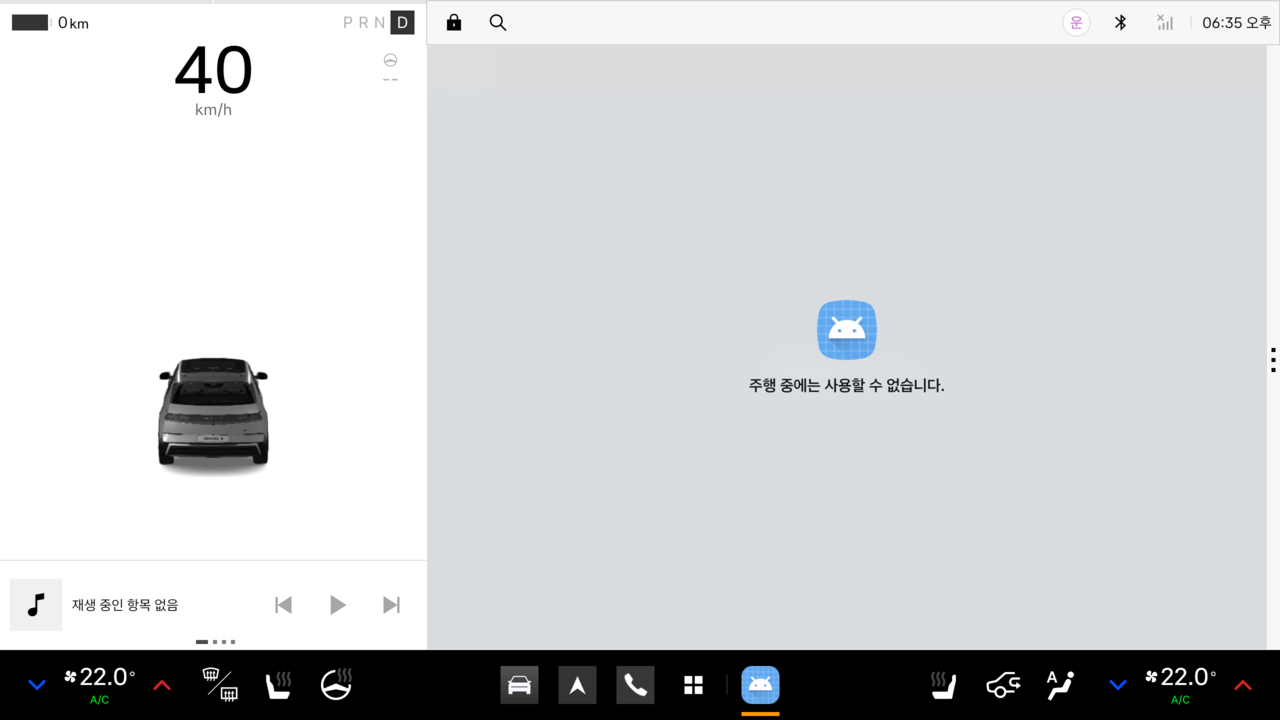 0 km
P R N D
40
km/h
--
운
06:35 오후
주행 중에는 사용할 수 없습니다.
재생 중인 항목 없음
22.0°
A/C
A
22.0°
A/C